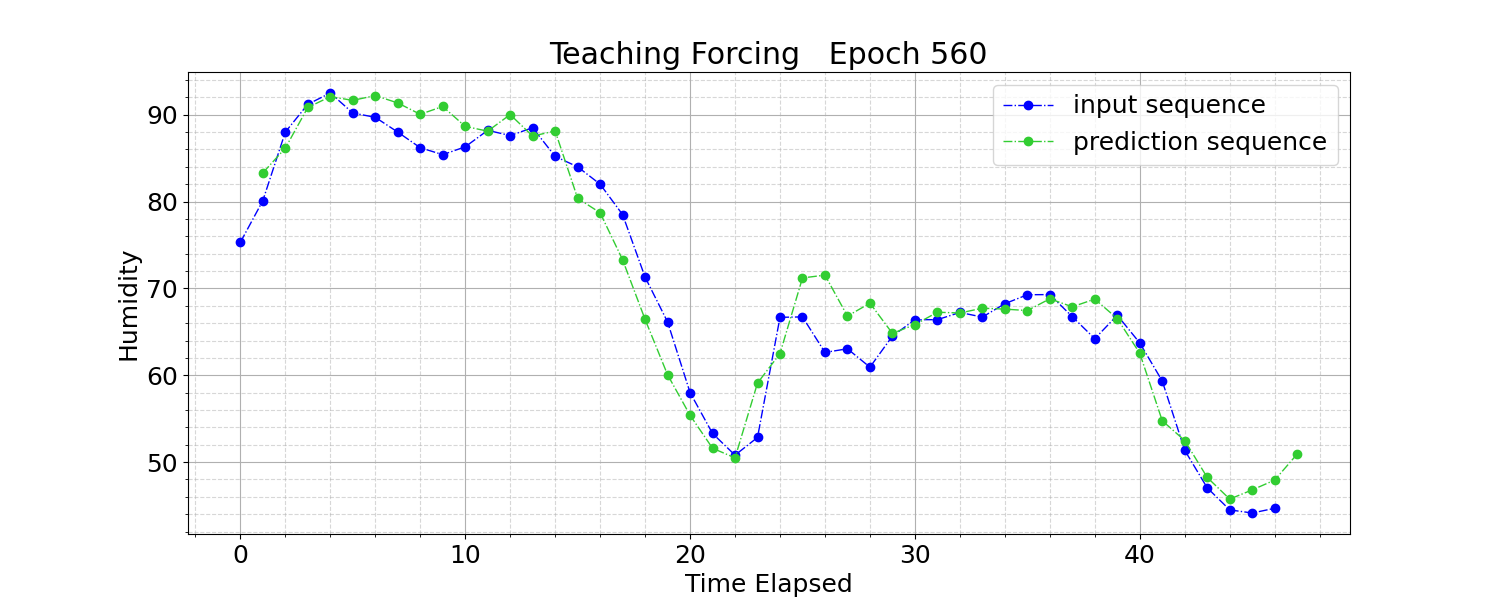 Teaching Forcing   Epoch 560
input sequence
prediction sequence
Humidity
90
80
70
60
50
0 10 20 30 40
Time Elapsed